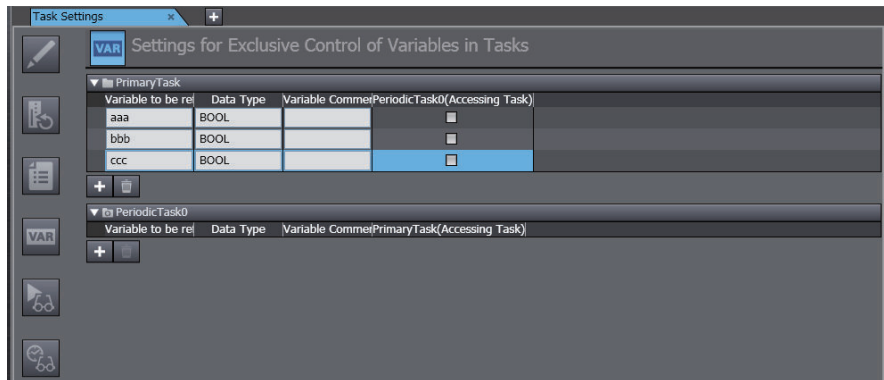 Task Settings
VAR Settings for Exclusive Control of Variables in Tasks
PrimaryTask
Variable to be re Data Type Variable Comme PeriodicTask0(Accessing Task)
aaa BOOL
bbb BOOL
ccc BOOL
PeriodicTask0
Variable to be re Data Type Variable Comme PrimaryTask(Accessing Task)
VAR